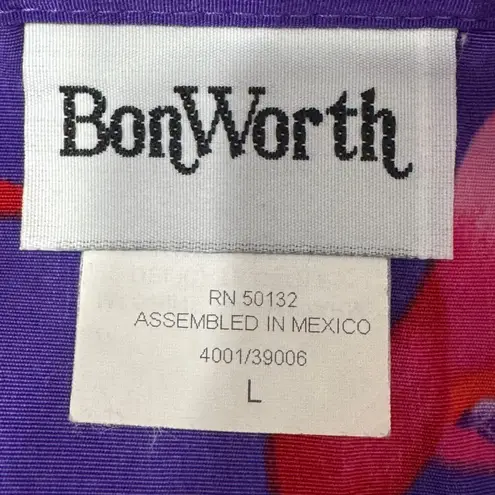 BonWorth
RN 50132
ASSEMBLED IN MEXICO
4001/39006
L